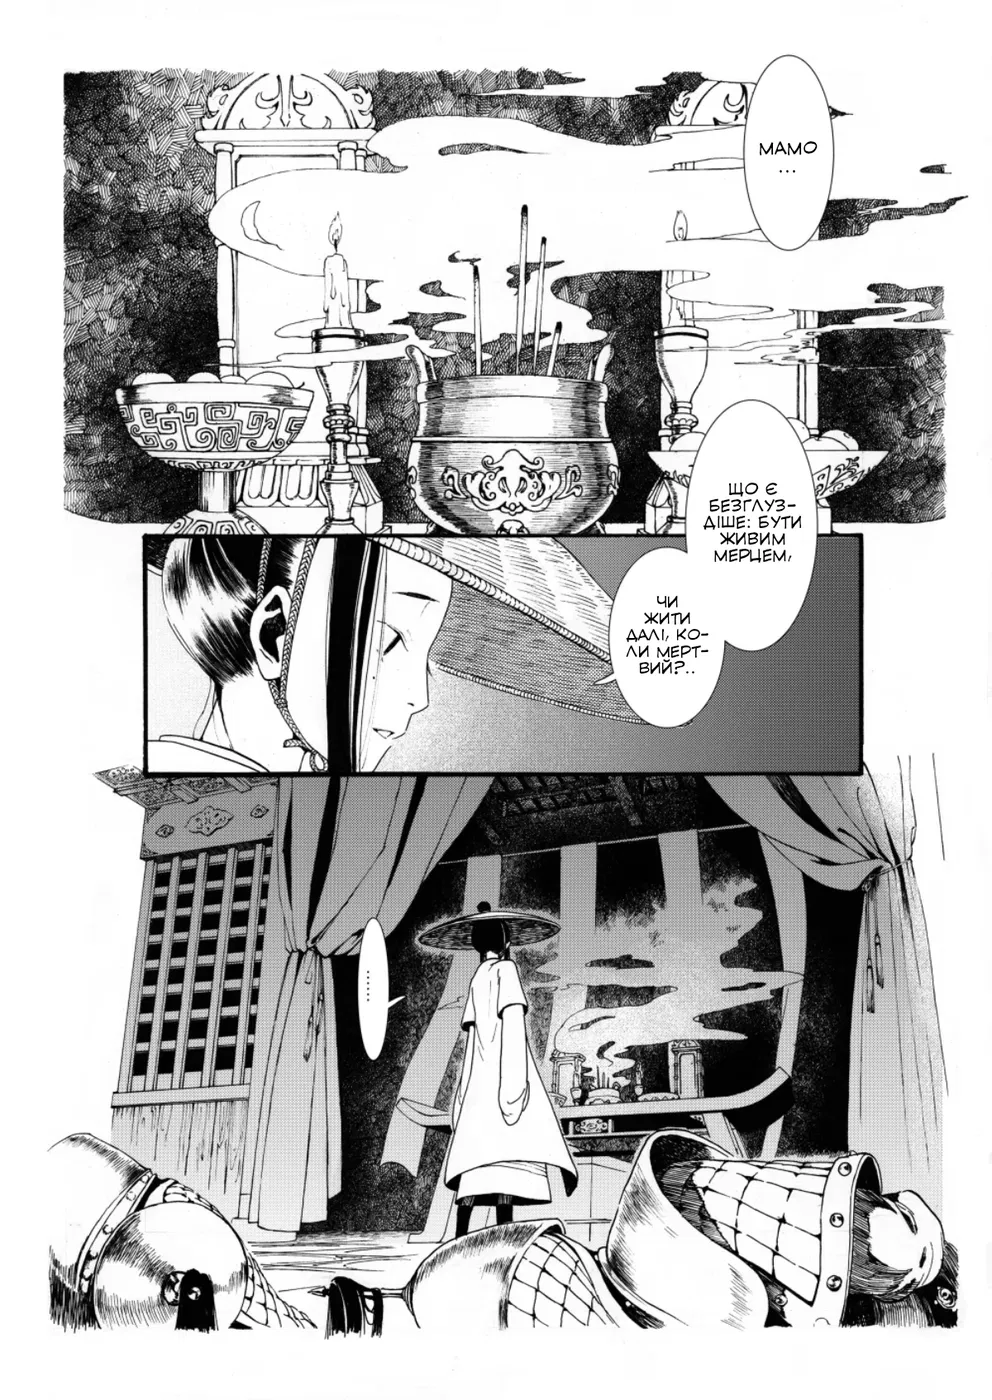 МАМО
...
ЩО Є
БЕЗГЛУЗ-
ДІШЕ: БУТИ
ЖИВИМ
МЕРЦЕМ,
ЧИ
ЖИТИ
ДАЛІ, КО-
ЛИ МЕРТ-
ВИЙ?..
.......